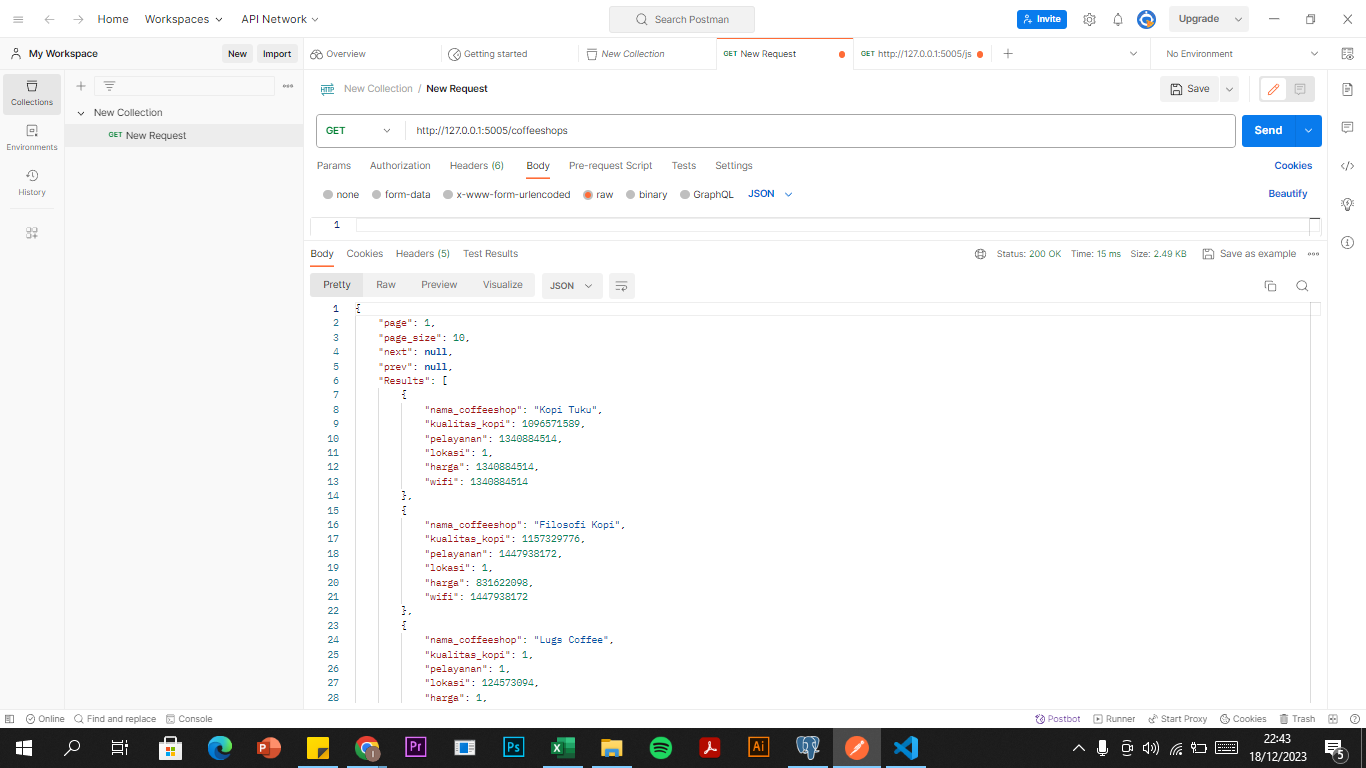 Home Workspaces API Network Search Postman Invite Upgrade
My Workspace New Import Overview Getting started New Collection GET New Request GET http://127.0.0.1:5005/js No Environment
Collections
New Collection
GET New Request
Environments
History
New Collection / New Request Save
GET http://127.0.0.1:5005/coffeeshops Send
Params Authorization Headers (6) Body Pre-request Script Tests Settings Cookies
none form-data x-www-form-urlencoded raw binary GraphQL JSON Beautify
1
Body Cookies Headers (5) Test Results Status: 200 OK Time: 15 ms Size: 2.49 KB Save as example
Pretty Raw Preview Visualize JSON
1 {
2 "page": 1,
3 "page_size": 10,
4 "next": null,
5 "prev": null,
6 "Results": [
7 {
8 "nama_coffeeshop": "Kopi Tuku",
9 "kualitas_kopi": 1096571589,
10 "pelayanan": 1340884514,
11 "lokasi": 1,
12 "harga": 1340884514,
13 "wifi": 1340884514
14 },
15 {
16 "nama_coffeeshop": "Filosofi Kopi",
17 "kualitas_kopi": 1157329776,
18 "pelayanan": 1447938172,
19 "lokasi": 1,
20 "harga": 831622098,
21 "wifi": 1447938172
22 },
23 {
24 "nama_coffeeshop": "Lugs Coffee",
25 "kualitas_kopi": 1,
26 "pelayanan": 1,
27 "lokasi": 124573094,
28 "harga": 1,
Online Find and replace Console Postbot Runner Start Proxy Cookies Trash
22:43
18/12/2023
5